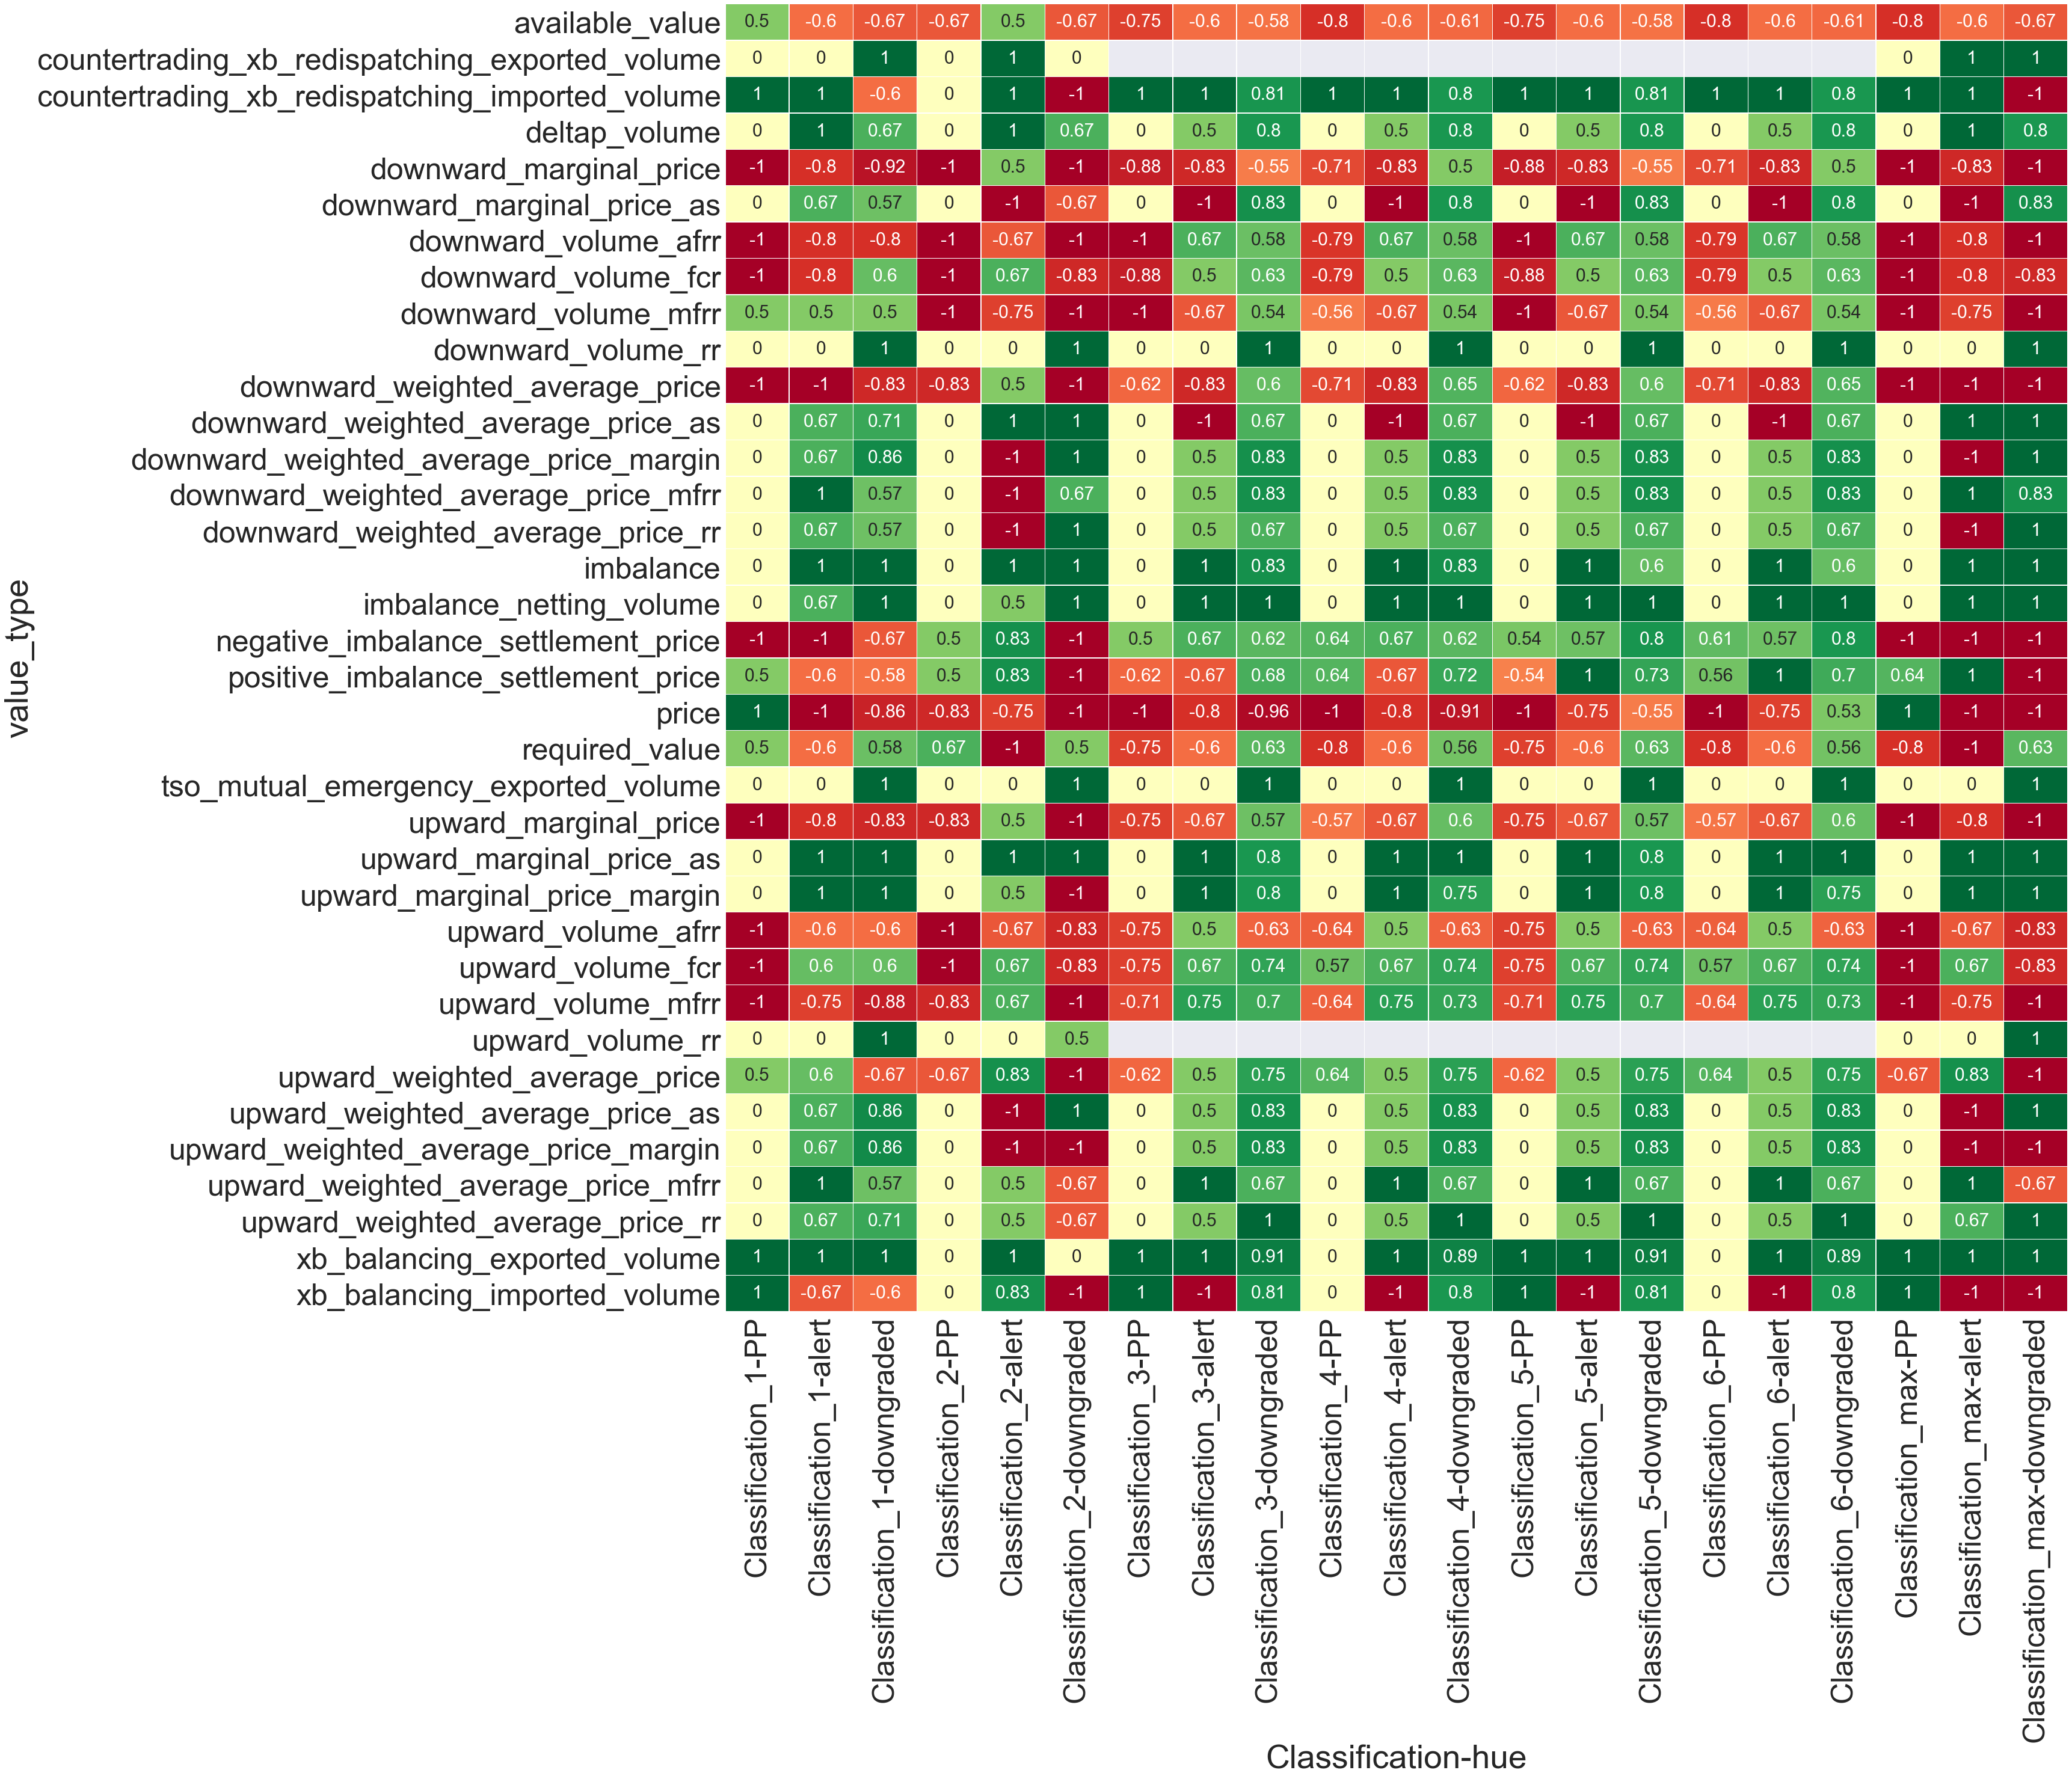 available_value 0.5 -0.6 -0.67 -0.67 0.5 -0.67 -0.75 -0.6 -0.58 -0.8 -0.6 -0.61 -0.75 -0.6 -0.58 -0.8 -0.6 -0.61 -0.8 -0.6 -0.67
countertrading_xb_redispatching_exported_volume 0 0 1 0 1 0 0 1 1
countertrading_xb_redispatching_imported_volume 1 1 -0.6 0 1 -1 1 1 0.81 1 1 0.8 1 1 0.81 1 1 0.8 1 1 -1
deltap_volume 0 1 0.67 0 1 0.67 0 0.5 0.8 0 0.5 0.8 0 0.5 0.8 0 0.5 0.8 0 1 0.8
downward_marginal_price -1 -0.8 -0.92 -1 0.5 -1 -0.88 -0.83 -0.55 -0.71 -0.83 0.5 -0.88 -0.83 -0.55 -0.71 -0.83 0.5 -1 -0.83 -1
downward_marginal_price_as 0 0.67 0.57 0 -1 -0.67 0 -1 0.83 0 -1 0.8 0 -1 0.83 0 -1 0.8 0 -1 0.83
downward_volume_afrr -1 -0.8 -0.8 -1 -0.67 -1 -1 0.67 0.58 -0.79 0.67 0.58 -1 0.67 0.58 -0.79 0.67 0.58 -1 -0.8 -1
downward_volume_fcr -1 -0.8 0.6 -1 0.67 -0.83 -0.88 0.5 0.63 -0.79 0.5 0.63 -0.88 0.5 0.63 -0.79 0.5 0.63 -1 -0.8 -0.83
downward_volume_mfrr 0.5 0.5 0.5 -1 -0.75 -1 -1 -0.67 0.54 -0.56 -0.67 0.54 -1 -0.67 0.54 -0.56 -0.67 0.54 -1 -0.75 -1
downward_volume_rr 0 0 1 0 0 1 0 0 1 0 0 1 0 0 1 0 0 1 0 0 1
downward_weighted_average_price -1 -1 -0.83 -0.83 0.5 -1 -0.62 -0.83 0.6 -0.71 -0.83 0.65 -0.62 -0.83 0.6 -0.71 -0.83 0.65 -1 -1 -1
downward_weighted_average_price_as 0 0.67 0.71 0 1 1 0 -1 0.67 0 -1 0.67 0 -1 0.67 0 -1 0.67 0 1 1
downward_weighted_average_price_margin 0 0.67 0.86 0 -1 1 0 0.5 0.83 0 0.5 0.83 0 0.5 0.83 0 0.5 0.83 0 -1 1
downward_weighted_average_price_mfrr 0 1 0.57 0 -1 0.67 0 0.5 0.83 0 0.5 0.83 0 0.5 0.83 0 0.5 0.83 0 1 0.83
downward_weighted_average_price_rr 0 0.67 0.57 0 -1 1 0 0.5 0.67 0 0.5 0.67 0 0.5 0.67 0 0.5 0.67 0 -1 1
imbalance 0 1 1 0 1 1 0 1 0.83 0 1 0.83 0 1 0.6 0 1 0.6 0 1 1
imbalance_netting_volume 0 0.67 1 0 0.5 1 0 1 1 0 1 1 0 1 1 0 1 1 0 1 1
negative_imbalance_settlement_price -1 -1 -0.67 0.5 0.83 -1 0.5 0.67 0.62 0.64 0.67 0.62 0.54 0.57 0.8 0.61 0.57 0.8 -1 -1 -1
positive_imbalance_settlement_price 0.5 -0.6 -0.58 0.5 0.83 -1 -0.62 -0.67 0.68 0.64 -0.67 0.72 -0.54 1 0.73 0.56 1 0.7 0.64 1 -1
price 1 -1 -0.86 -0.83 -0.75 -1 -1 -0.8 -0.96 -1 -0.8 -0.91 -1 -0.75 -0.55 -1 -0.75 0.53 1 -1 -1
required_value 0.5 -0.6 0.58 0.67 -1 0.5 -0.75 -0.6 0.63 -0.8 -0.6 0.56 -0.75 -0.6 0.63 -0.8 -0.6 0.56 -0.8 -1 0.63
tso_mutual_emergency_exported_volume 0 0 1 0 0 1 0 0 1 0 0 1 0 0 1 0 0 1 0 0 1
upward_marginal_price -1 -0.8 -0.83 -0.83 0.5 -1 -0.75 -0.67 0.57 -0.57 -0.67 0.6 -0.75 -0.67 0.57 -0.57 -0.67 0.6 -1 -0.8 -1
upward_marginal_price_as 0 1 1 0 1 1 0 1 0.8 0 1 1 0 1 0.8 0 1 1 0 1 1
upward_marginal_price_margin 0 1 1 0 0.5 -1 0 1 0.8 0 1 0.75 0 1 0.8 0 1 0.75 0 1 1
upward_volume_afrr -1 -0.6 -0.6 -1 -0.67 -0.83 -0.75 0.5 -0.63 -0.64 0.5 -0.63 -0.75 0.5 -0.63 -0.64 0.5 -0.63 -1 -0.67 -0.83
upward_volume_fcr -1 0.6 0.6 -1 0.67 -0.83 -0.75 0.67 0.74 0.57 0.67 0.74 -0.75 0.67 0.74 0.57 0.67 0.74 -1 0.67 -0.83
upward_volume_mfrr -1 -0.75 -0.88 -0.83 0.67 -1 -0.71 0.75 0.7 -0.64 0.75 0.73 -0.71 0.75 0.7 -0.64 0.75 0.73 -1 -0.75 -1
upward_volume_rr 0 0 1 0 0 0.5 0 0 1
upward_weighted_average_price 0.5 0.6 -0.67 -0.67 0.83 -1 -0.62 0.5 0.75 0.64 0.5 0.75 -0.62 0.5 0.75 0.64 0.5 0.75 -0.67 0.83 -1
upward_weighted_average_price_as 0 0.67 0.86 0 -1 1 0 0.5 0.83 0 0.5 0.83 0 0.5 0.83 0 0.5 0.83 0 -1 1
upward_weighted_average_price_margin 0 0.67 0.86 0 -1 -1 0 0.5 0.83 0 0.5 0.83 0 0.5 0.83 0 0.5 0.83 0 -1 -1
upward_weighted_average_price_mfrr 0 1 0.57 0 0.5 -0.67 0 1 0.67 0 1 0.67 0 1 0.67 0 1 0.67 0 1 -0.67
upward_weighted_average_price_rr 0 0.67 0.71 0 0.5 -0.67 0 0.5 1 0 0.5 1 0 0.5 1 0 0.5 1 0 0.67 1
xb_balancing_exported_volume 1 1 1 0 1 0 1 1 0.91 0 1 0.89 1 1 0.91 0 1 0.89 1 1 1
xb_balancing_imported_volume 1 -0.67 -0.6 0 0.83 -1 1 -1 0.81 0 -1 0.8 1 -1 0.81 0 -1 0.8 1 -1 -1
value_type
Classification_1-PP
Classification_1-alert
Classification_1-downgraded
Classification_2-PP
Classification_2-alert
Classification_2-downgraded
Classification_3-PP
Classification_3-alert
Classification_3-downgraded
Classification_4-PP
Classification_4-alert
Classification_4-downgraded
Classification_5-PP
Classification_5-alert
Classification_5-downgraded
Classification_6-PP
Classification_6-alert
Classification_6-downgraded
Classification_max-PP
Classification_max-alert
Classification_max-downgraded
Classification-hue